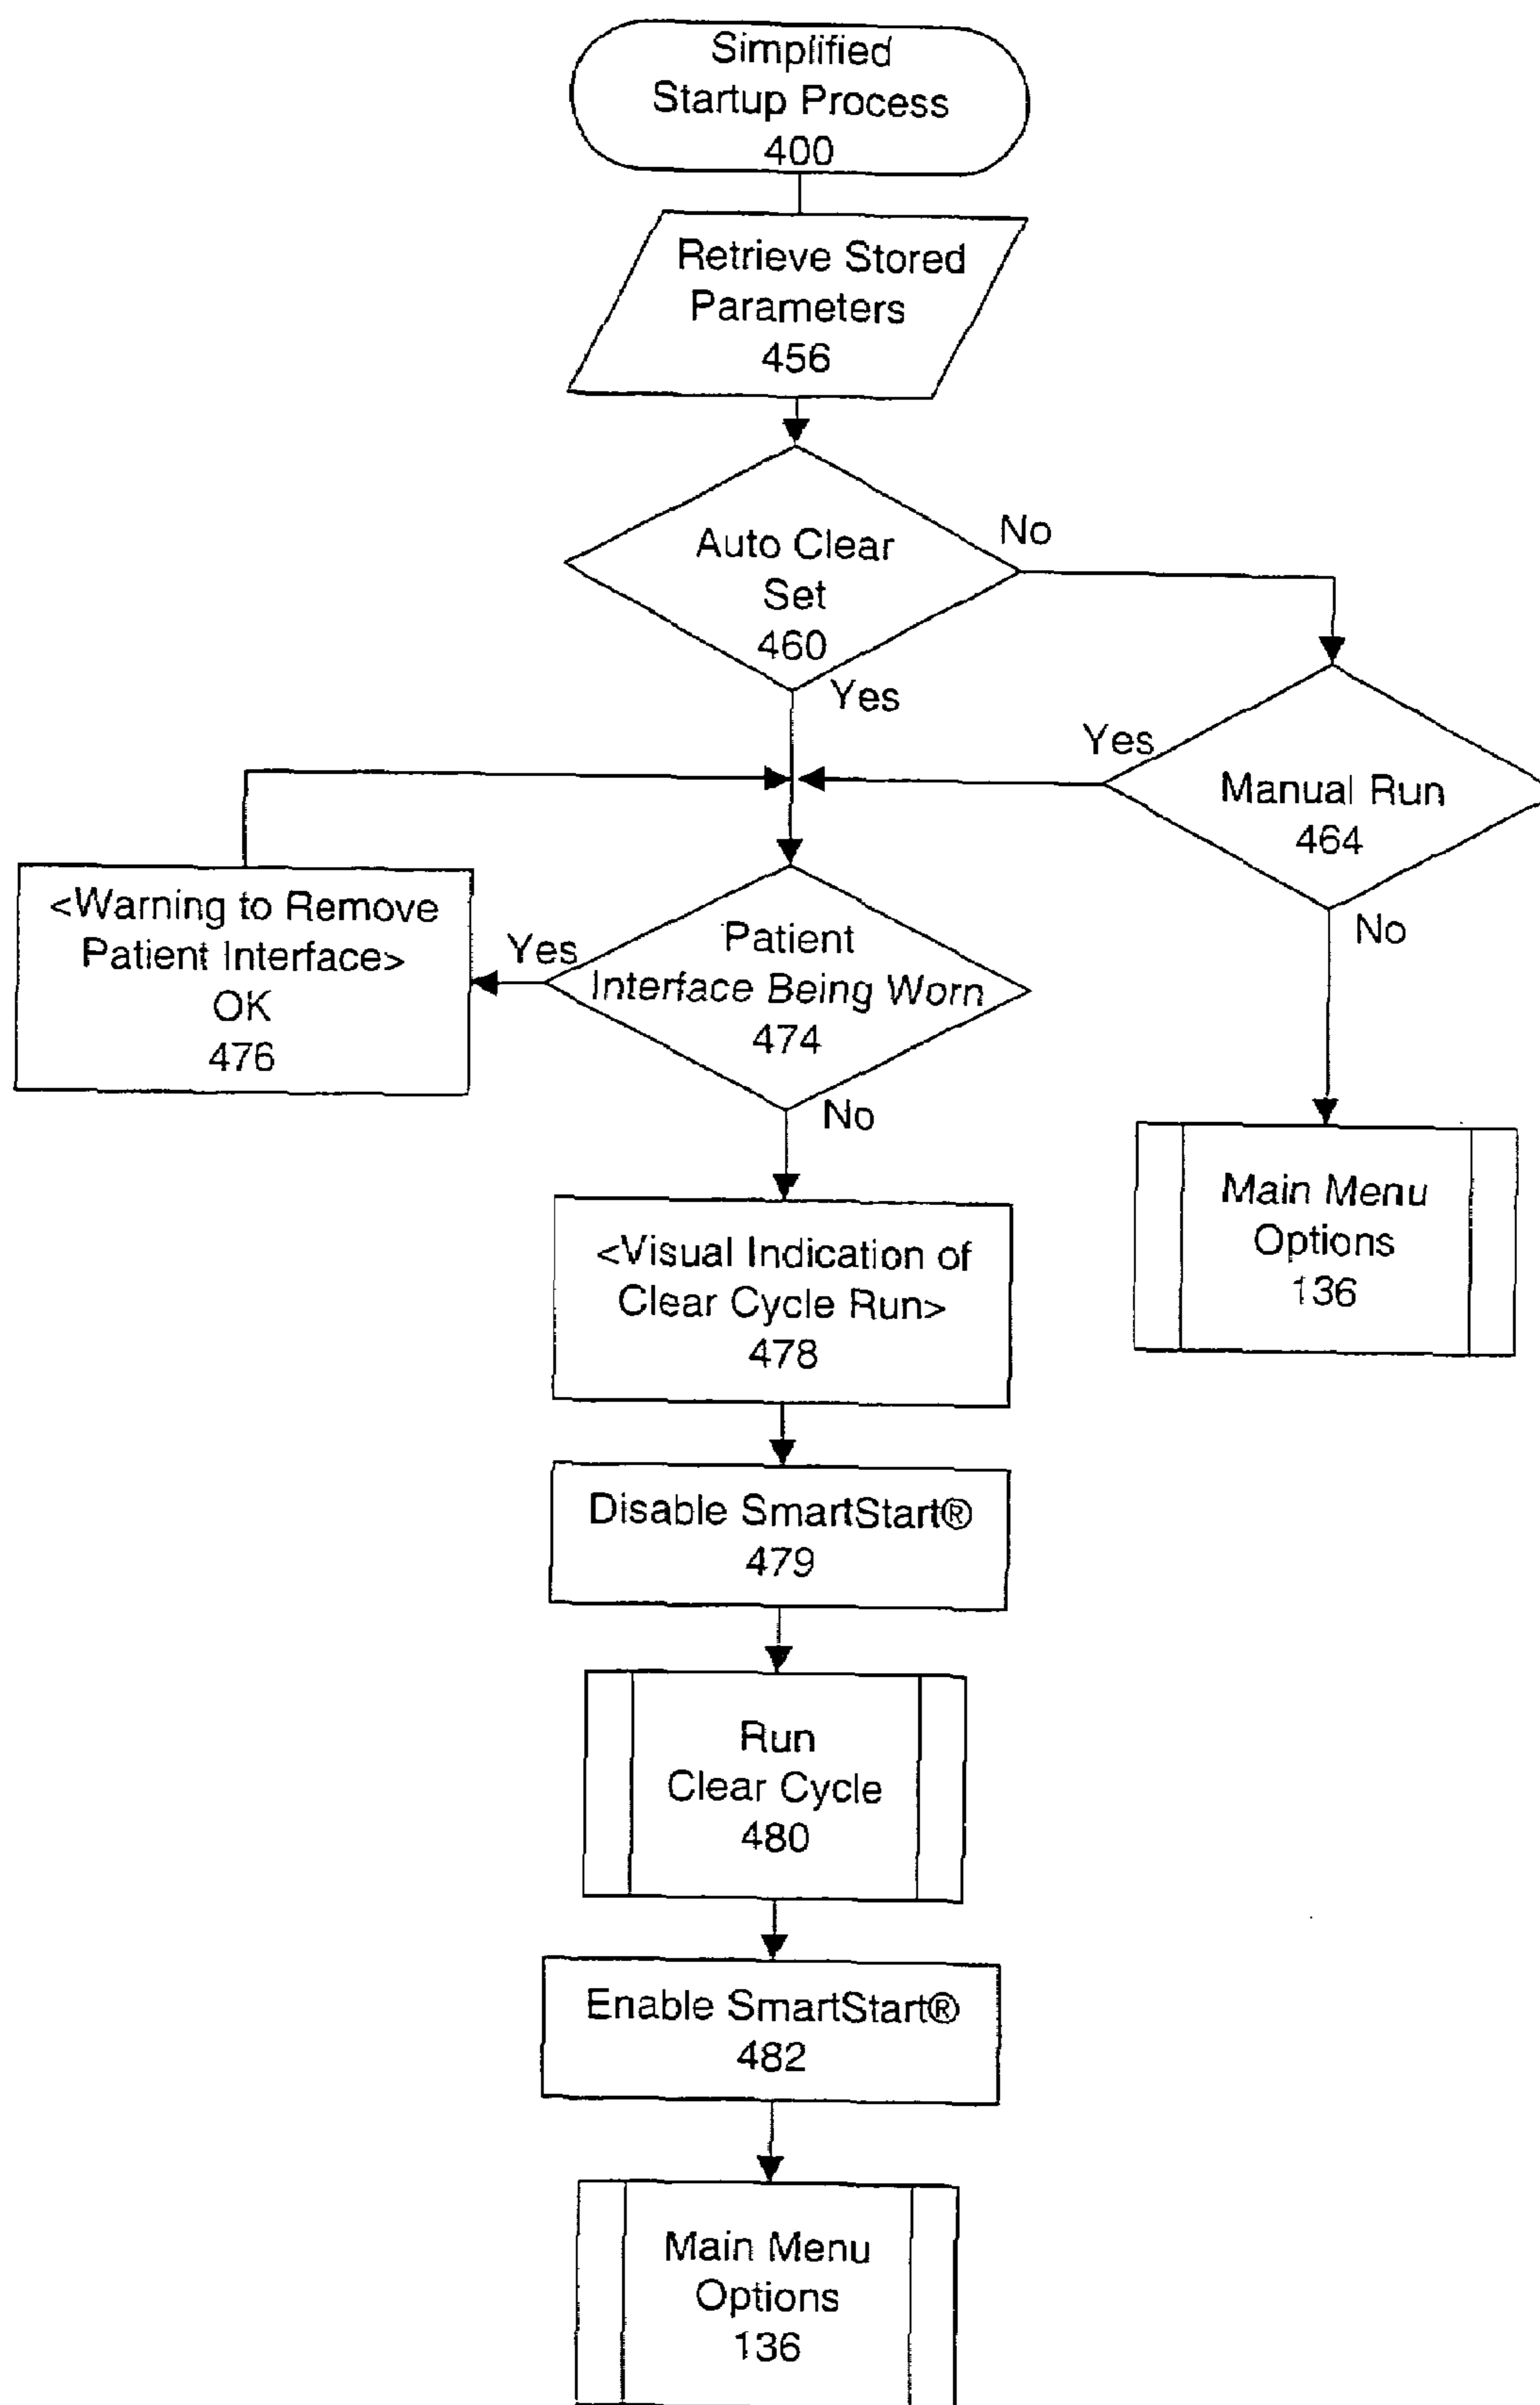 Simplified
Startup Process
400
Retrieve Stored
Parameters
456
Auto Clear
Set
460
No
Yes
Yes
Manual Run
464
No
<Warning to Remove
Patient Interface>
OK
476
Yes
Patient
Interface Being Worn
474
No
Main Menu
Options
136
<Visual Indication of
Clear Cycle Run>
478
Disable SmartStart®
479
Run
Clear Cycle
480
Enable SmartStart®
482
Main Menu
Options
136